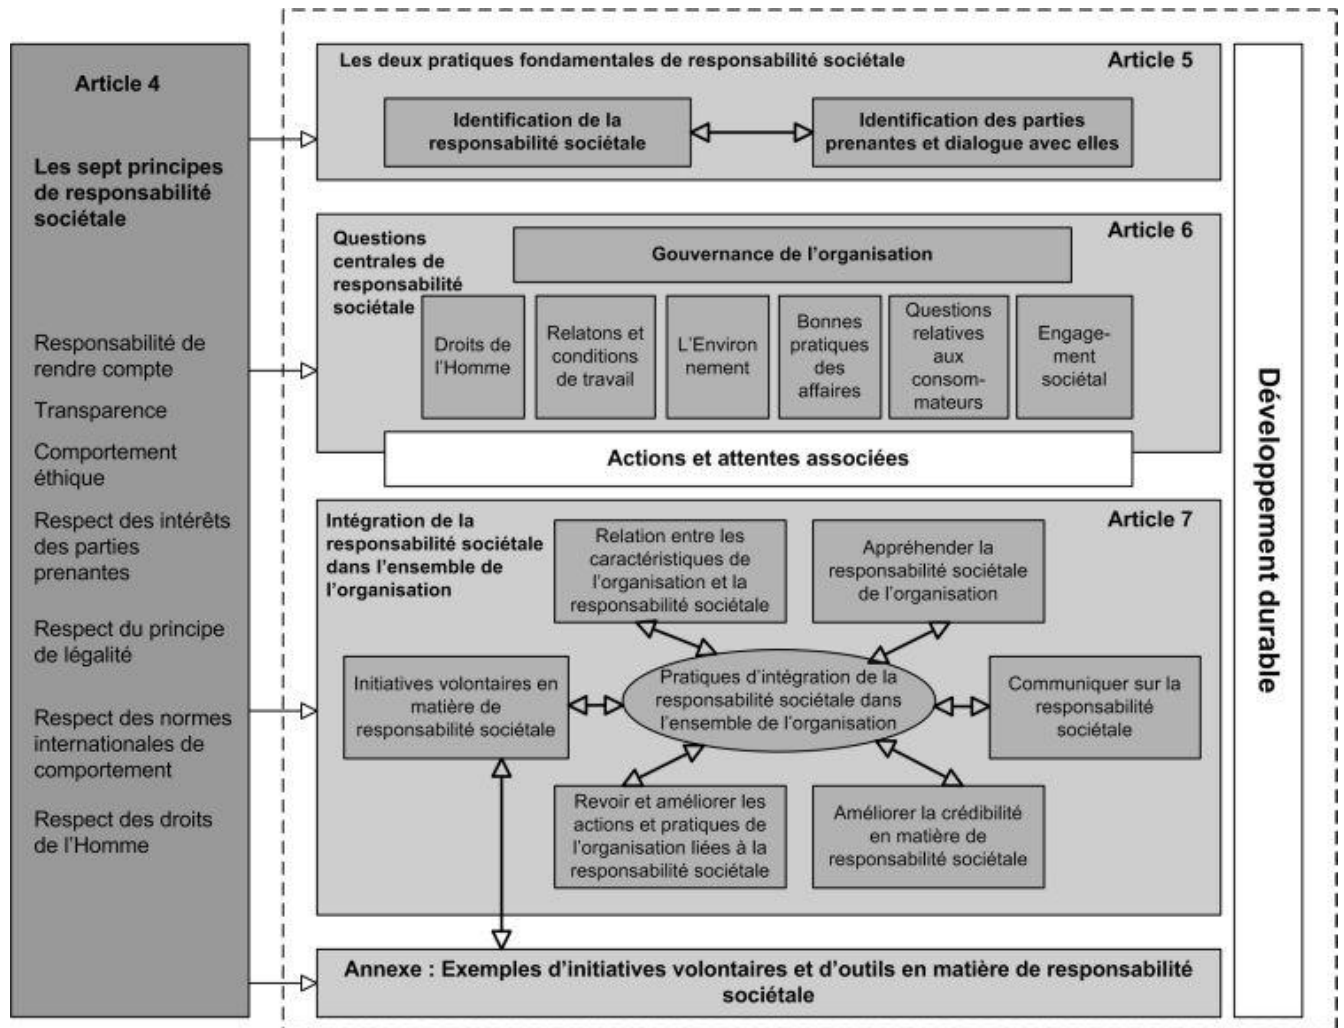 Article 4
Les sept principes
de responsabilité
sociétale
Responsabilité de
rendre compte
Transparence
Comportement
éthique
Respect des intérêts
des parties
prenantes
Respect du principe
de légalité
Respect des normes
internationales de
comportement
Respect des droits
de l'Homme
Les deux pratiques fondamentales de responsabilité sociétale
Article 5
Identification de la
responsabilité sociétale
Identification des parties
prenantes et dialogue avec elles
Questions
centrales de
responsabilité
sociétale
Article 6
Gouvernance de l'organisation
Droits de
l'Homme
Relatons et
conditions
de travail
L'Environ
nement
Bonnes
pratiques
des
affaires
Questions
relatives
aux
consom-
mateurs
Engage-
ment
sociétal
Actions et attentes associées
Intégration de la
responsabilité sociétale
dans l'ensemble de
l'organisation
Article 7
Relation entre les
caractéristiques de
l'organisation et la
responsabilité sociétale
Appréhender la
responsabilité sociétale
de l'organisation
Initiatives volontaires en
matière de
responsabilité sociétale
Pratiques d'intégration de la
responsabilité sociétale dans
l'ensemble de l'organisation
Communiquer sur la
responsabilité
sociétale
Revoir et améliorer les
actions et pratiques de
l'organisation liées à la
responsabilité sociétale
Améliorer la crédibilité
en matière de
responsabilité sociétale
Annexe : Exemples d'initiatives volontaires et d'outils en matière de responsabilité
sociétale
Développement durable